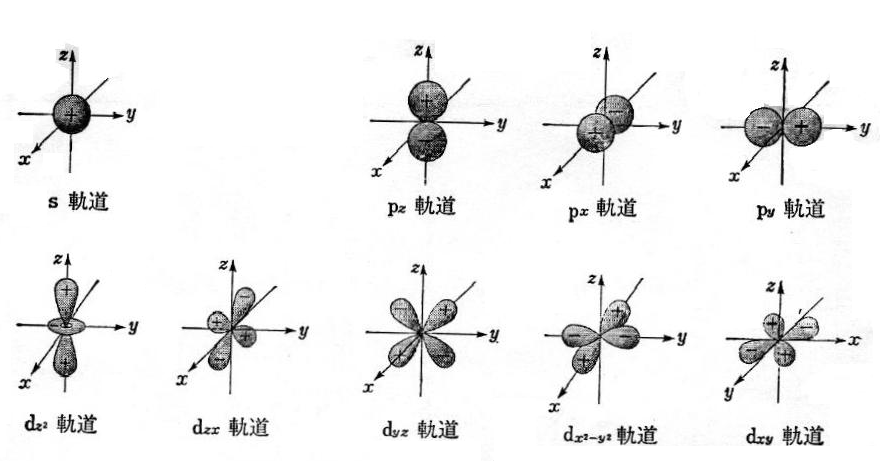 z
+
y
x
s 軌道
z
+
−
y
x
pz 軌道
z
−
+
y
x
px 軌道
z
− +
y
x
py 軌道
z
+
−
+
y
x
dz² 軌道
z
−
+
+
−
y
x
dzx 軌道
z
+
+
−
y
x
dyz 軌道
z
+
− −
+
y
x
dx²−y² 軌道
z
+ −
− +
x
y
dxy 軌道